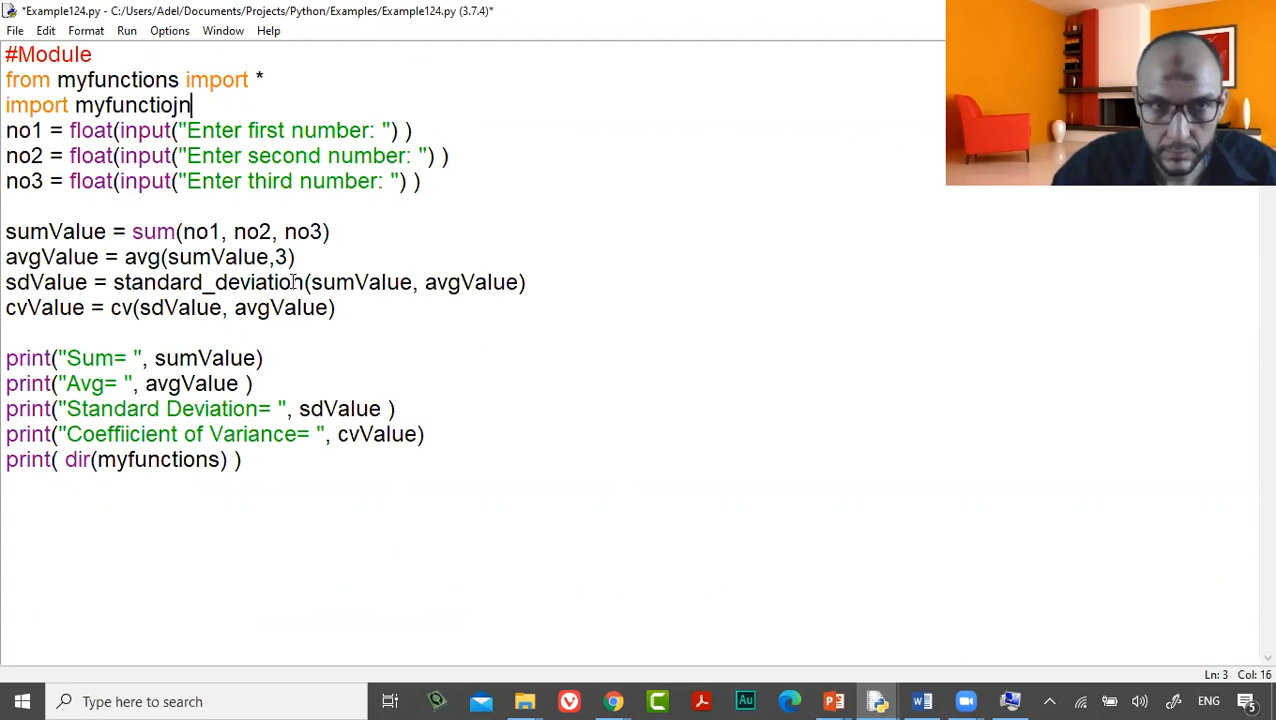 *Example124.py - C:/Users/Adel/Documents/Projects/Python/Examples/Example124.py (3.7.4)*
File Edit Format Run Options Window Help
#Module
from myfunctions import *
import myfunctiojn
no1 = float(input("Enter first number: ") )
no2 = float(input("Enter second number: ") )
no3 = float(input("Enter third number: ") )
sumValue = sum(no1, no2, no3)
avgValue = avg(sumValue,3)
sdValue = standard_deviation(sumValue, avgValue)
cvValue = cv(sdValue, avgValue)
print("Sum= ", sumValue)
print("Avg= ", avgValue )
print("Standard Deviation= ", sdValue )
print("Coeffiicient of Variance= ", cvValue)
print( dir(myfunctions) )
Ln: 3 Col: 16
Type here to search
Au
ENG
5